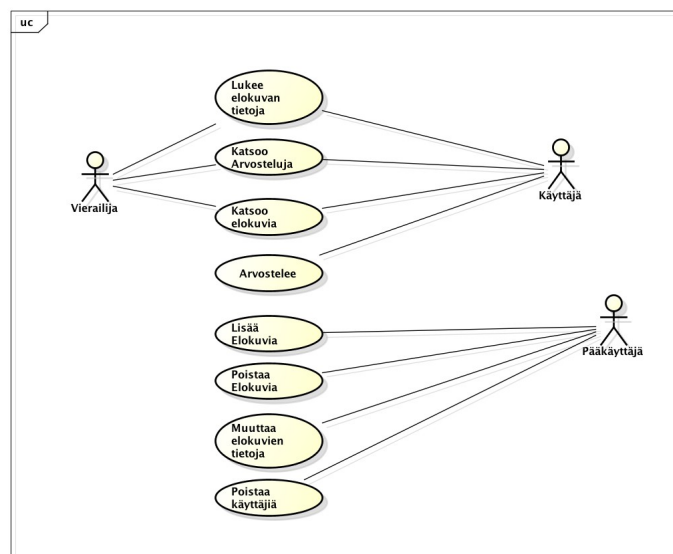 uc
Lukee
elokuvan
tietoja
Katsoo
Arvosteluja
Vierailija
Käyttäjä
Katsoo
elokuvia
Arvostelee
Lisää
Elokuvia
Pääkäyttäjä
Poistaa
Elokuvia
Muuttaa
elokuvien
tietoja
Poistaa
käyttäjiä